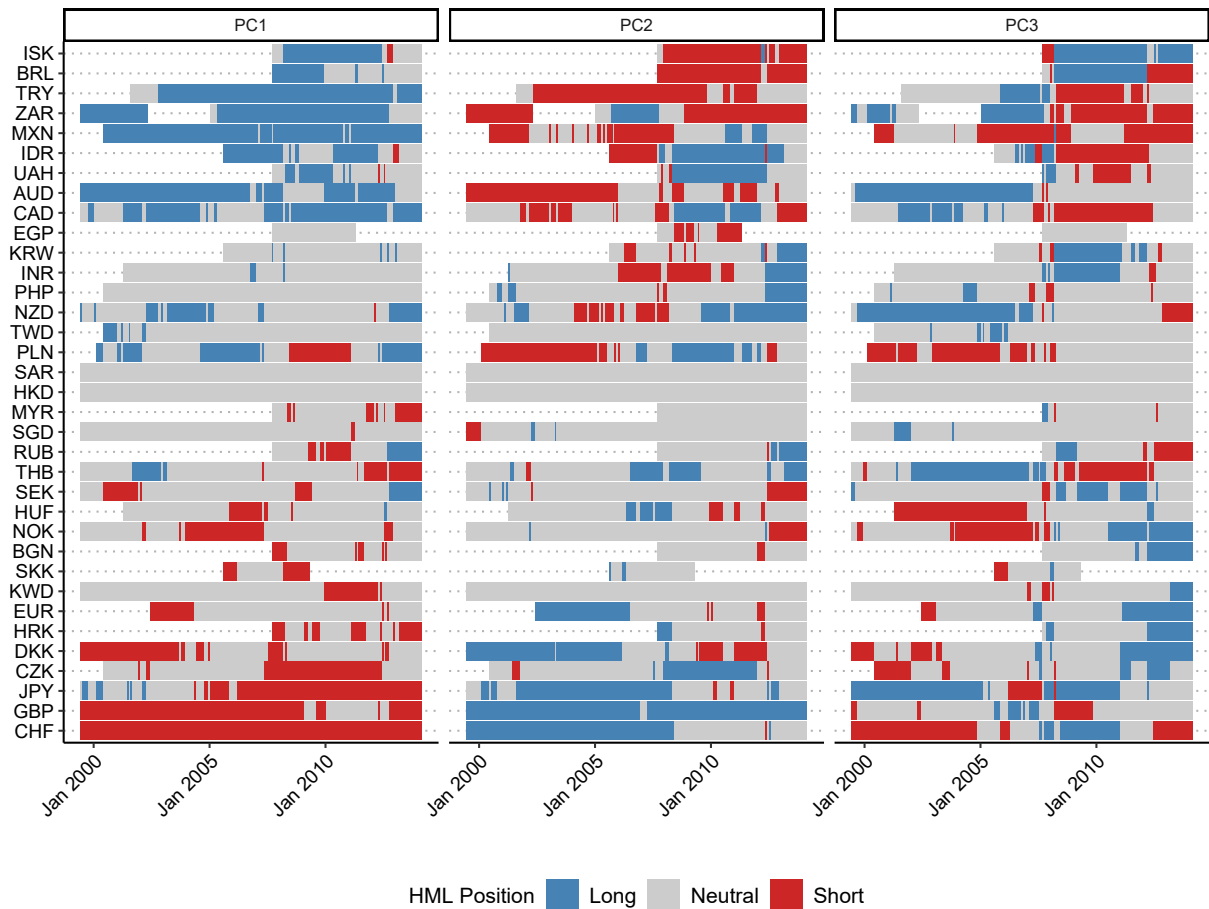 PC1 PC2 PC3
ISK
BRL
TRY
ZAR
MXN
IDR
UAH
AUD
CAD
EGP
KRW
INR
PHP
NZD
TWD
PLN
SAR
HKD
MYR
SGD
RUB
THB
SEK
HUF
NOK
BGN
SKK
KWD
EUR
HRK
DKK
CZK
JPY
GBP
CHF
Jan 2000 Jan 2005 Jan 2010 Jan 2000 Jan 2005 Jan 2010 Jan 2000 Jan 2005 Jan 2010
HML Position Long Neutral Short